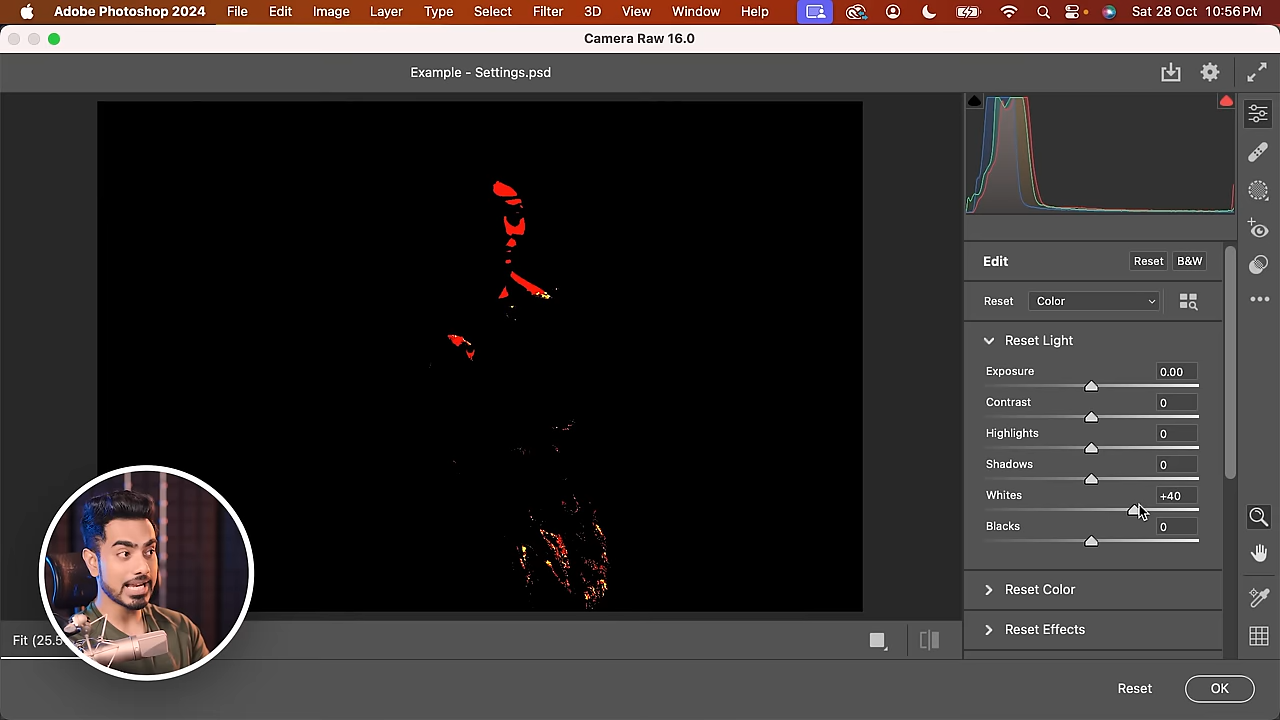 Adobe Photoshop 2024 File Edit Image Layer Type Select Filter 3D View Window Help Sat 28 Oct 10:56 PM
Camera Raw 16.0
Example - Settings.psd
Edit Reset B&W
Reset Color
Reset Light
Exposure 0.00
Contrast 0
Highlights 0
Shadows 0
Whites +40
Blacks 0
Reset Color
Reset Effects
Fit (25.5
Reset OK